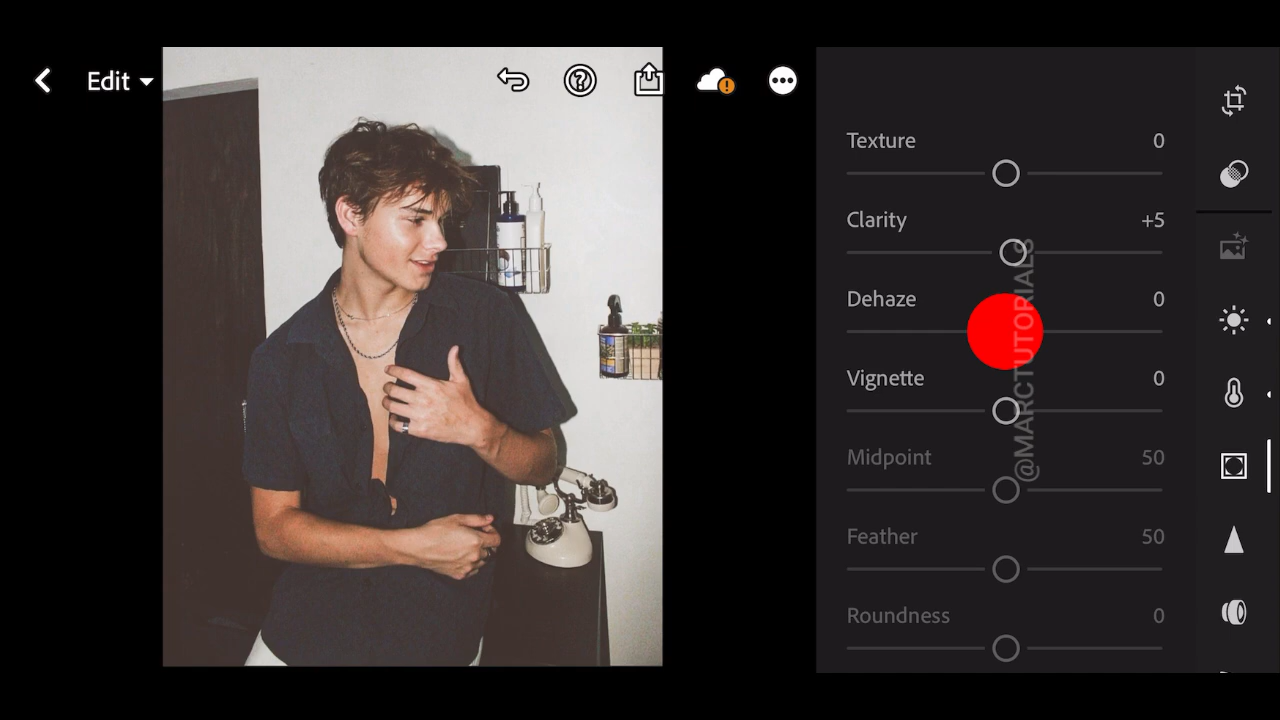 Edit
Texture 0
Clarity +5
Dehaze 0
Vignette 0
Midpoint 50
Feather 50
Roundness 0
@MARCTUTORIALS